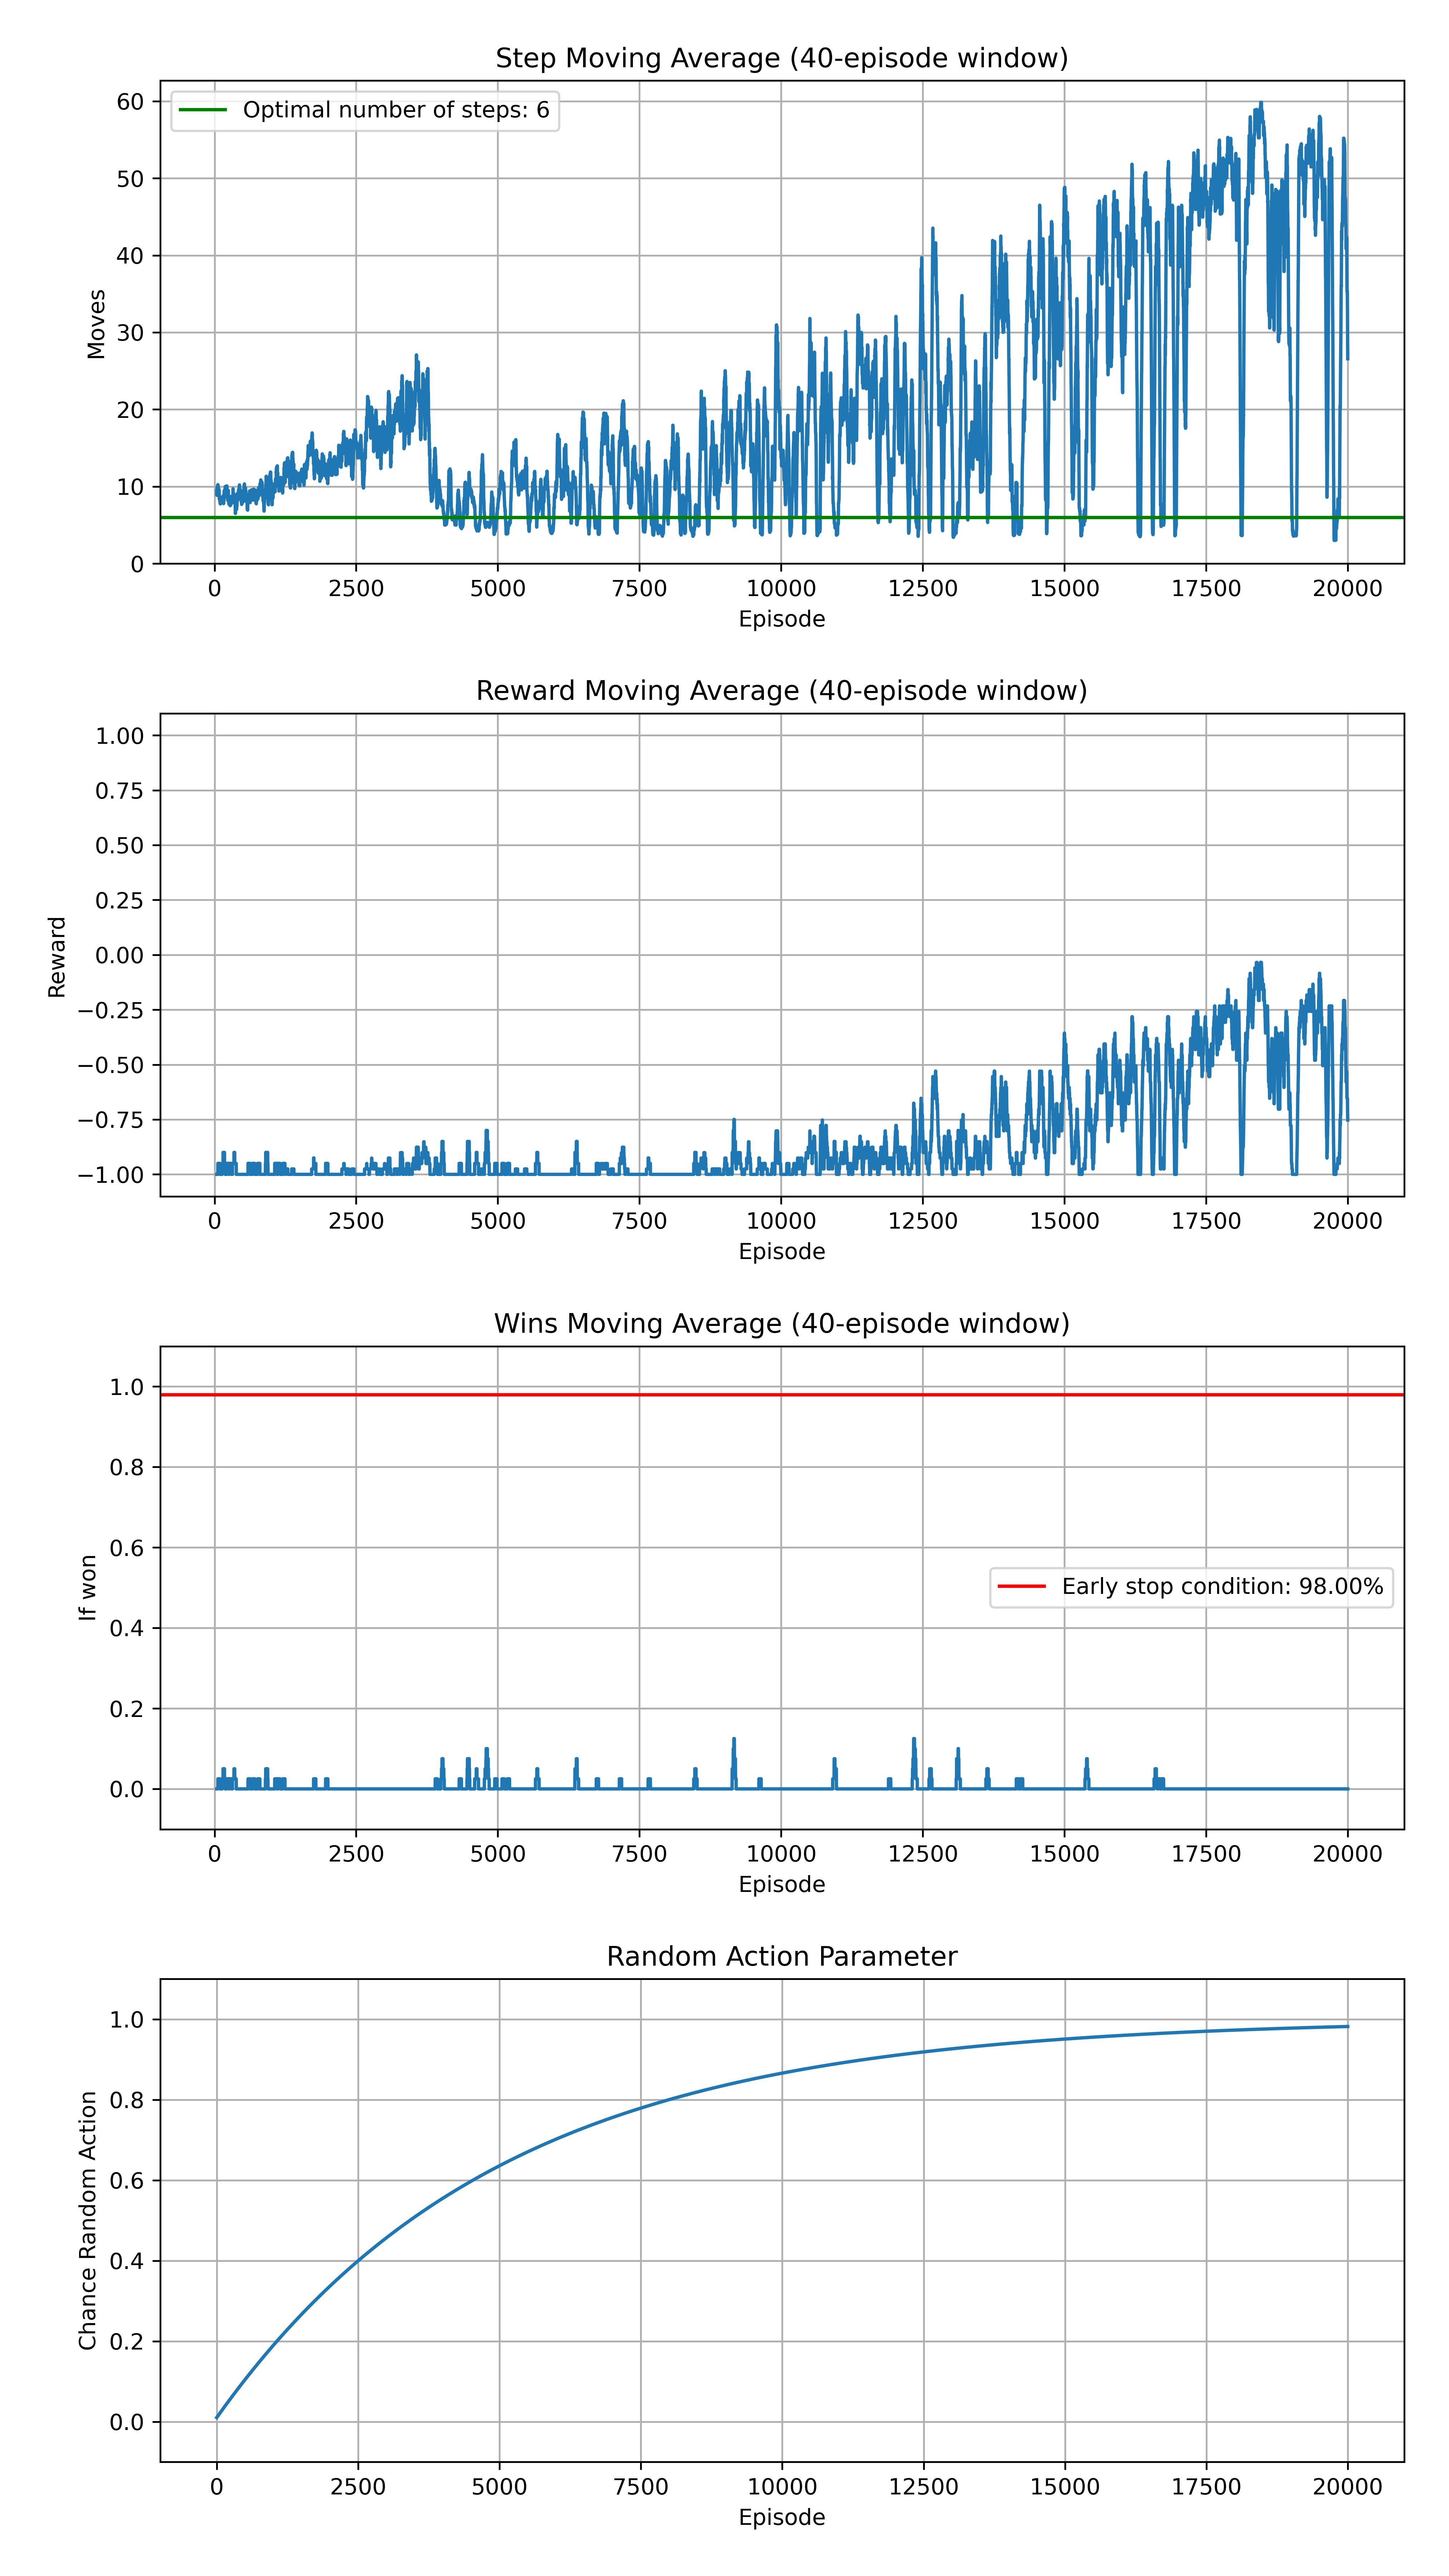 Step Moving Average (40-episode window)
Optimal number of steps: 6
60
50
40
30
20
10
0
Moves
0 2500 5000 7500 10000 12500 15000 17500 20000
Episode
Reward Moving Average (40-episode window)
1.00
0.75
0.50
0.25
0.00
−0.25
−0.50
−0.75
−1.00
Reward
0 2500 5000 7500 10000 12500 15000 17500 20000
Episode
Wins Moving Average (40-episode window)
1.0
0.8
0.6
0.4
0.2
0.0
If won
Early stop condition: 98.00%
0 2500 5000 7500 10000 12500 15000 17500 20000
Episode
Random Action Parameter
1.0
0.8
0.6
0.4
0.2
0.0
Chance Random Action
0 2500 5000 7500 10000 12500 15000 17500 20000
Episode